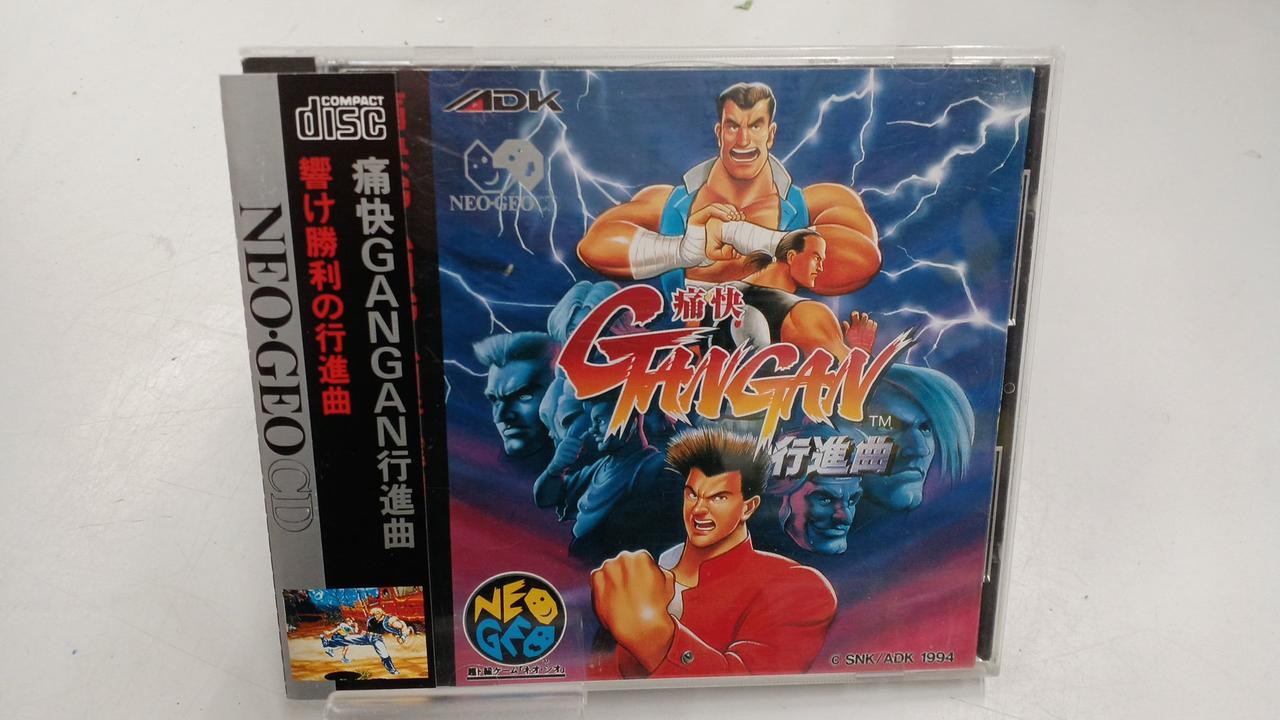 COMPACT
disc
痛快GANGAN行進曲
響け勝利の行進曲
NEO·GEO CD
ADK
NEO·GEO CD
痛快
GANGAN
TM
行進曲
NEO
GEO
© SNK/ADK 1994